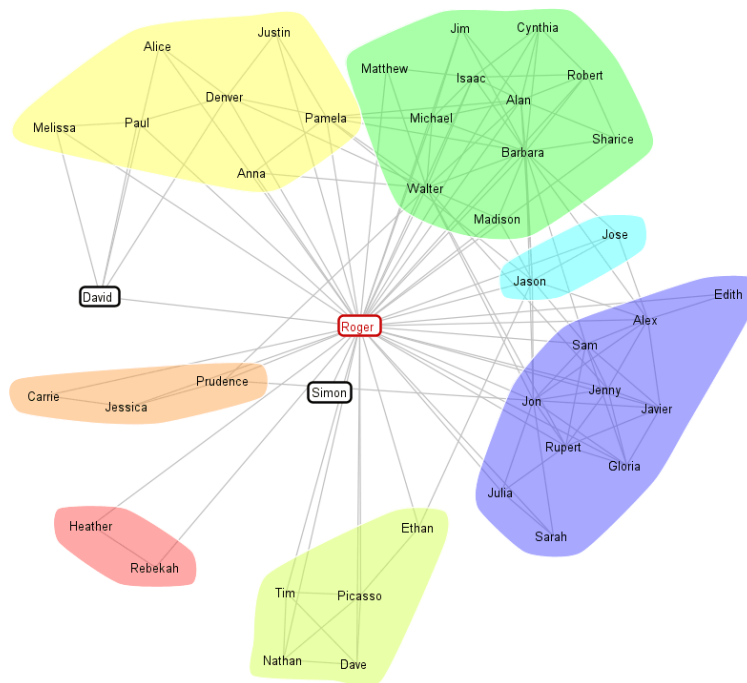 Jim
Cynthia
Justin
Alice
Matthew
Isaac
Robert
Denver
Alan
Melissa
Paul
Pamela
Michael
Sharice
Barbara
Anna
Walter
Madison
Jose
Jason
David
Edith
Roger
Alex
Sam
Prudence
Simon
Jenny
Carrie
Jessica
Jon
Javier
Rupert
Gloria
Julia
Heather
Ethan
Sarah
Rebekah
Tim
Picasso
Nathan
Dave